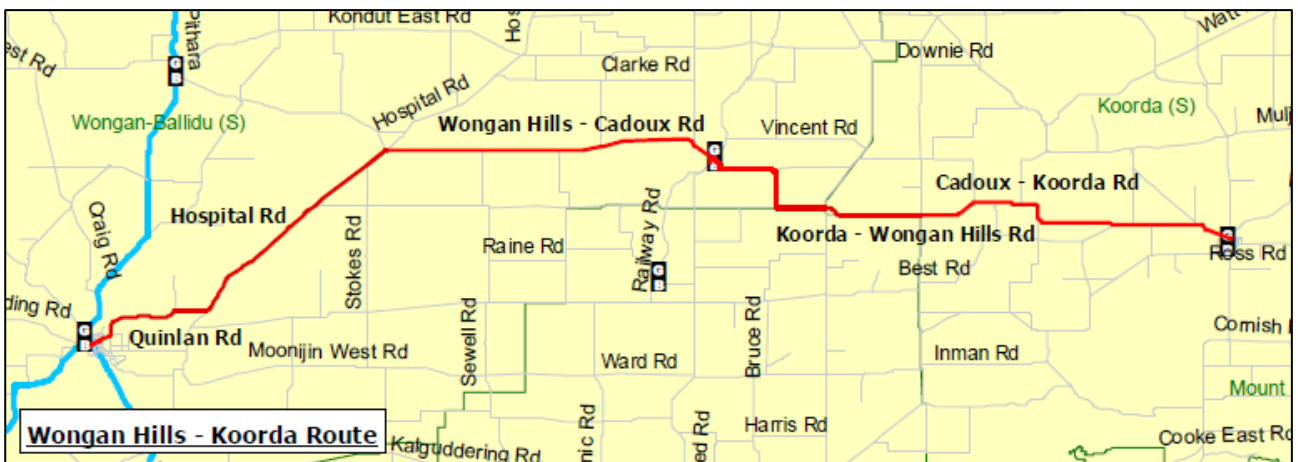 Kondut East Rd
Pithara
Downie Rd
Clarke Rd
Hospital Rd
Koorda (S)
Wongan-Ballidu (S)
Wongan Hills - Cadoux Rd
Vincent Rd
Cadoux - Koorda Rd
Craig Rd
Hospital Rd
Stokes Rd
Raine Rd
Railway Rd
Koorda - Wongan Hills Rd
Best Rd
Ross Rd
Quinlan Rd
Moonijin West Rd
Sewell Rd
Ward Rd
Bruce Rd
Inman Rd
Cornish
Mount
Harris Rd
Wongan Hills - Koorda Route
Kalguddering Rd
Cooke East Rd